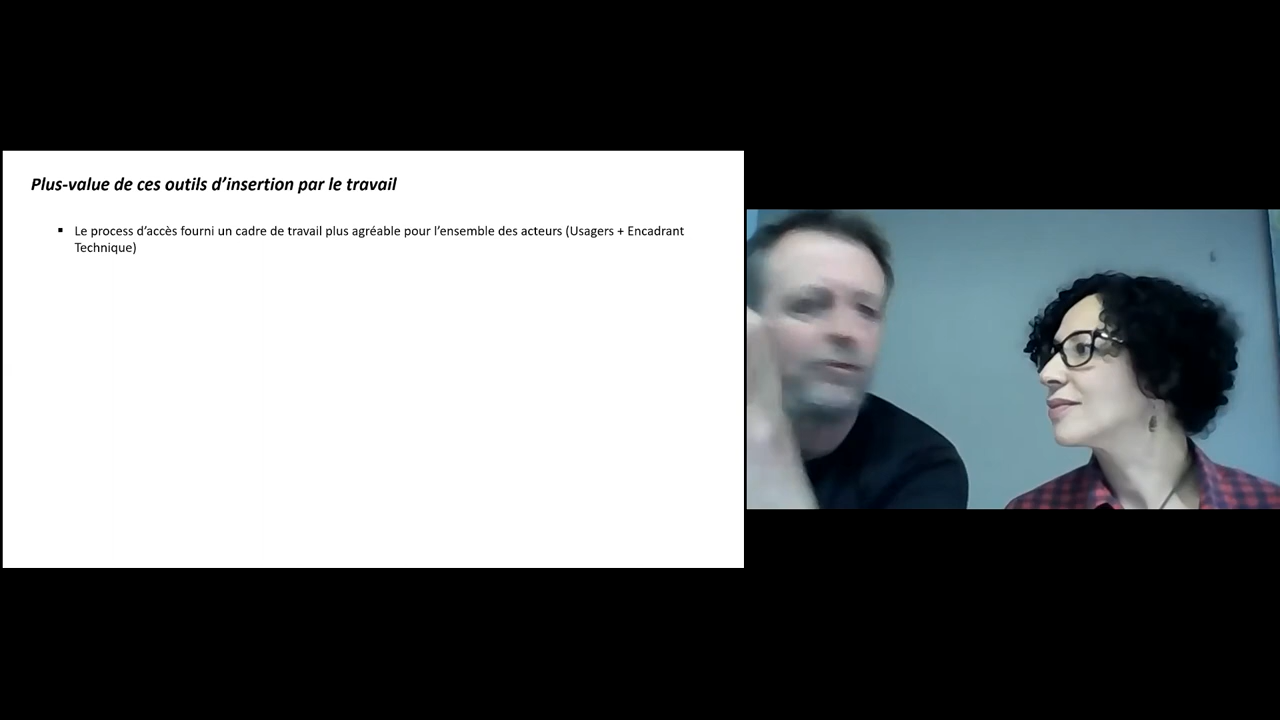 Plus-value de ces outils d’insertion par le travail
▪ Le process d’accès fourni un cadre de travail plus agréable pour l’ensemble des acteurs (Usagers + Encadrant
Technique)